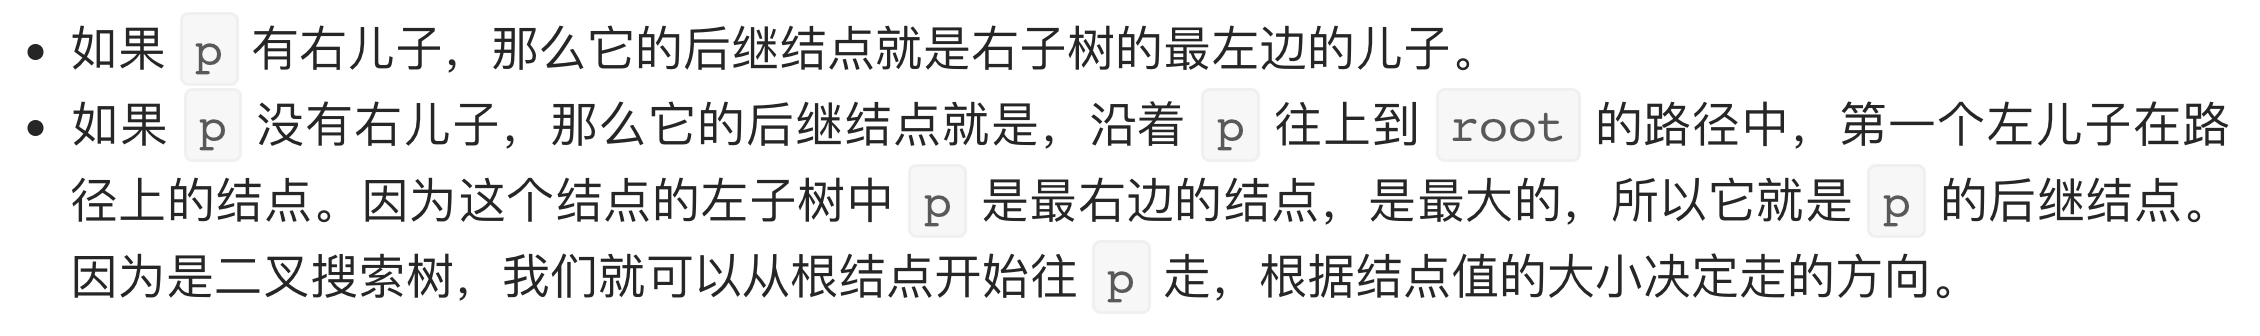 • 如果 p 有右儿子，那么它的后继结点就是右子树的最左边的儿子。
• 如果 p 没有右儿子，那么它的后继结点就是，沿着 p 往上到 root 的路径中，第一个左儿子在路
径上的结点。因为这个结点的左子树中 p 是最右边的结点，是最大的，所以它就是 p 的后继结点。
因为是二叉搜索树，我们就可以从根结点开始往 p 走，根据结点值的大小决定走的方向。